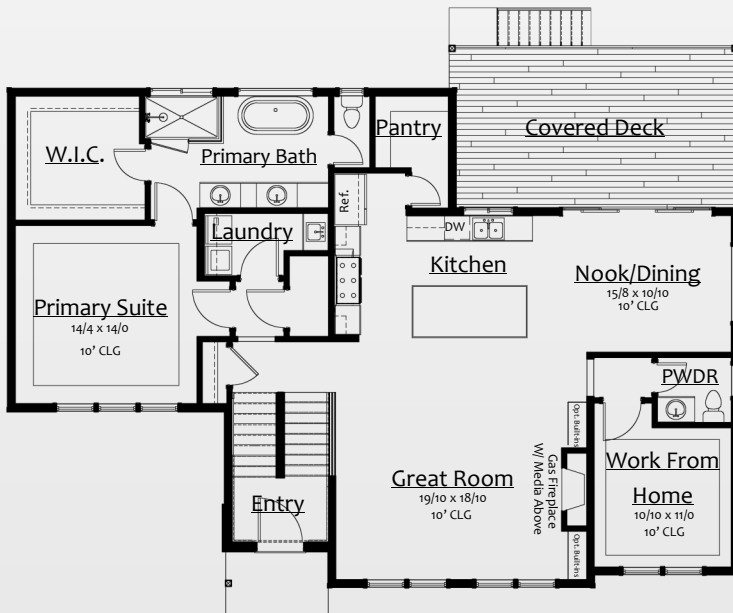 W.I.C.
Primary Bath
Pantry
Covered Deck
Ref.
Laundry
DW
Kitchen
Nook/Dining
15/8 x 10/10
10' CLG
Primary Suite
14/4 x 14/0
10' CLG
PWDR
Opt. Built-ins
Gas Fireplace
W/ Media Above
Great Room
19/10 x 18/10
10' CLG
Work From
Home
10/10 x 11/0
10' CLG
Entry
Opt. Built-ins